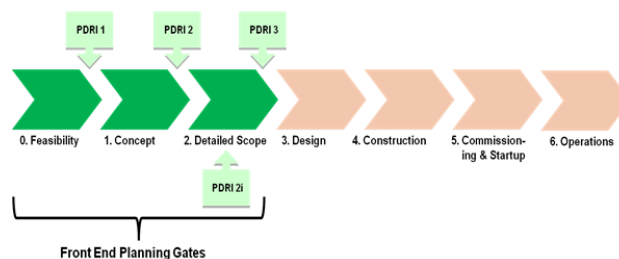 PDRI 1
PDRI 2
PDRI 3
0. Feasibility
1. Concept
2. Detailed Scope
3. Design
4. Construction
5. Commission-
ing & Startup
6. Operations
PDRI 2i
Front End Planning Gates